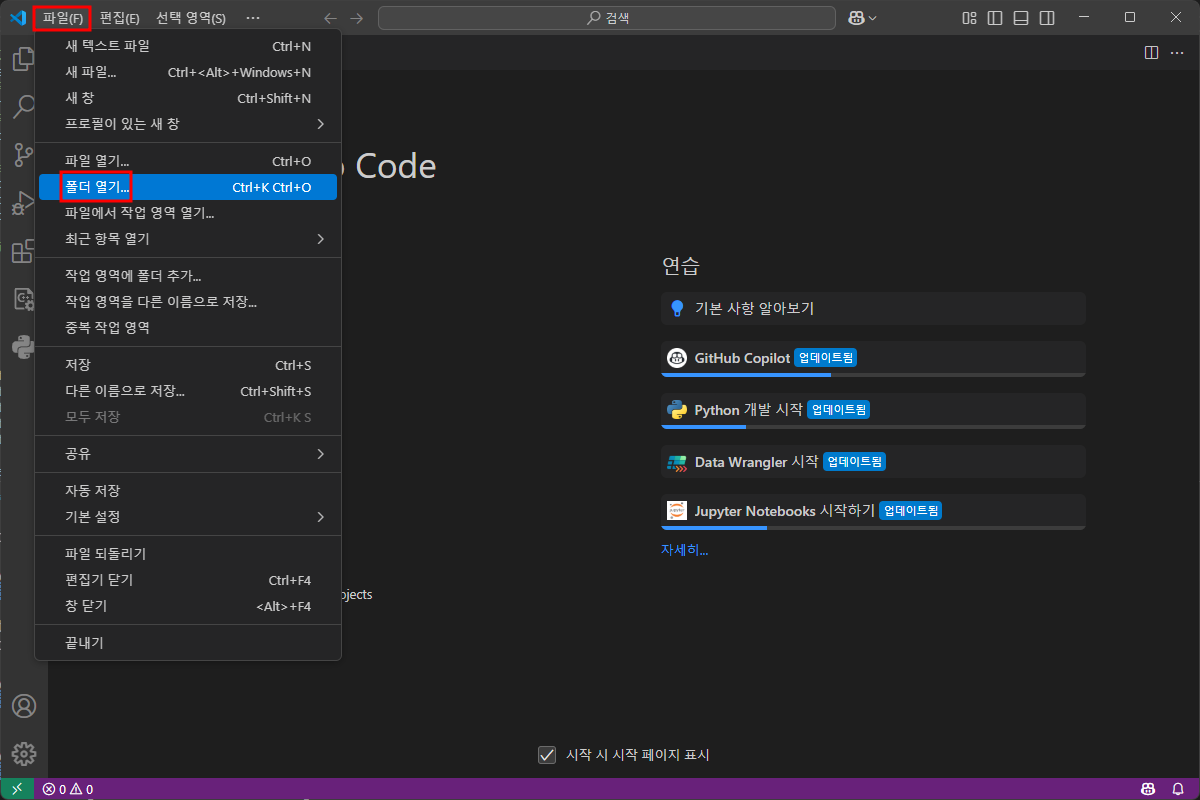 파일(F) 편집(E) 선택 영역(S) ... 검색
새 텍스트 파일 Ctrl+N
새 파일... Ctrl+<Alt>+Windows+N
새 창 Ctrl+Shift+N
프로필이 있는 새 창
파일 열기... Ctrl+O
폴더 열기... Ctrl+K Ctrl+O
파일에서 작업 영역 열기...
최근 항목 열기
작업 영역에 폴더 추가...
작업 영역을 다른 이름으로 저장...
중복 작업 영역
저장 Ctrl+S
다른 이름으로 저장... Ctrl+Shift+S
모두 저장 Ctrl+K S
공유
자동 저장
기본 설정
파일 되돌리기
편집기 닫기 Ctrl+F4
창 닫기 <Alt>+F4
끝내기
Code
연습
기본 사항 알아보기
GitHub Copilot 업데이트됨
Python 개발 시작 업데이트됨
Data Wrangler 시작 업데이트됨
Jupyter Notebooks 시작하기 업데이트됨
자세히...
ojects
시작 시 시작 페이지 표시
0 0